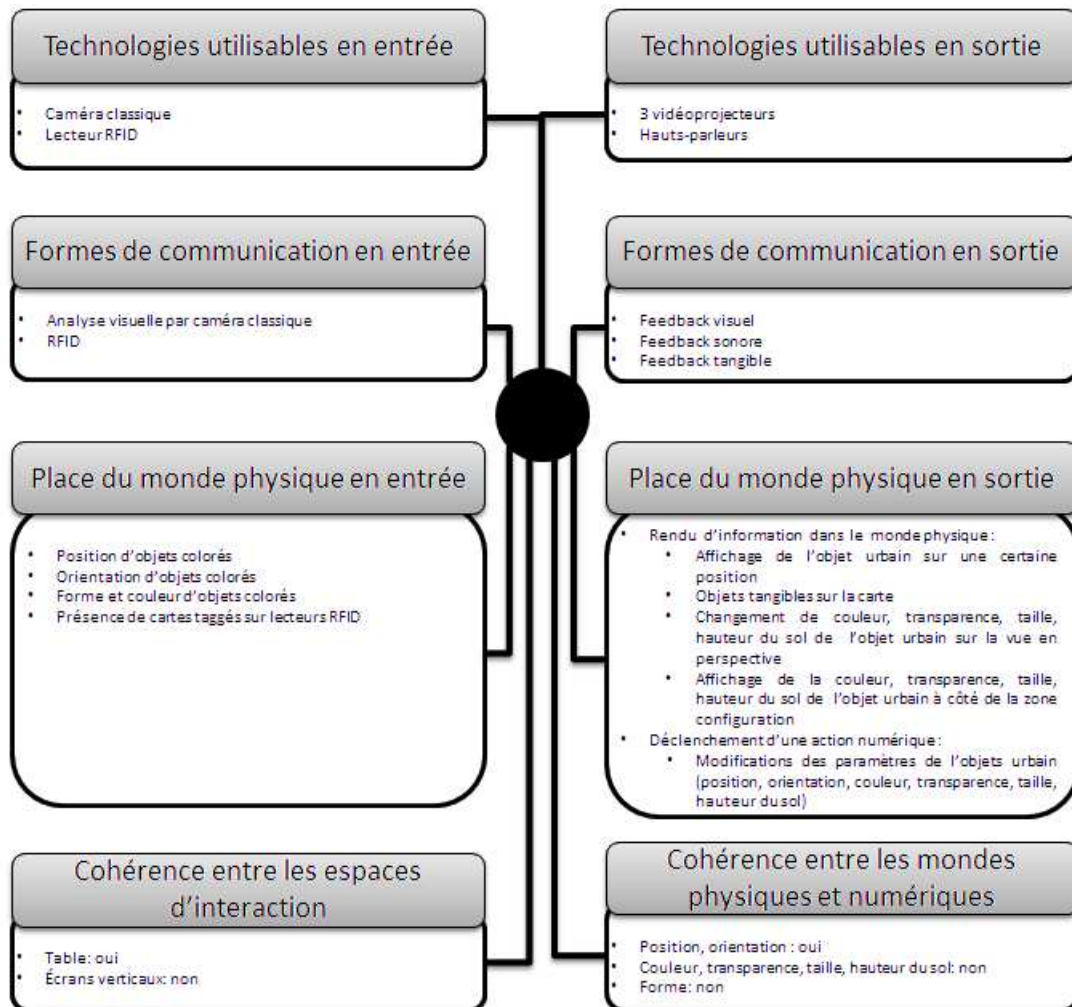 Technologies utilisables en entrée
• Caméra classique
• Lecteur RFID
Technologies utilisables en sortie
• 3 vidéoprojecteurs
• Hauts-parleurs
Formes de communication en entrée
• Analyse visuelle par caméra classique
• RFID
Formes de communication en sortie
• Feedback visuel
• Feedback sonore
• Feedback tangible
Place du monde physique en entrée
• Position d'objets colorés
• Orientation d'objets colorés
• Forme et couleur d'objets colorés
• Présence de cartes taggés sur lecteurs RFID
Place du monde physique en sortie
• Rendu d'information dans le monde physique :
• Affichage de l'objet urbain sur une certaine
position
• Objets tangibles sur la carte
• Changement de couleur, transparence, taille,
hauteur du sol de l'objet urbain sur la vue en
perspective
• Affichage de la couleur, transparence, taille,
hauteur du sol de l'objet urbain à côté de la zone
configuration
• Déclenchement d'une action numérique :
• Modifications des paramètres de l'objets urbain
(position, orientation, couleur, transparence, taille,
hauteur du sol)
Cohérence entre les espaces
d'interaction
• Table: oui
• Écrans verticaux: non
Cohérence entre les mondes
physiques et numériques
• Position, orientation : oui
• Couleur, transparence, taille, hauteur du sol: non
• Forme: non